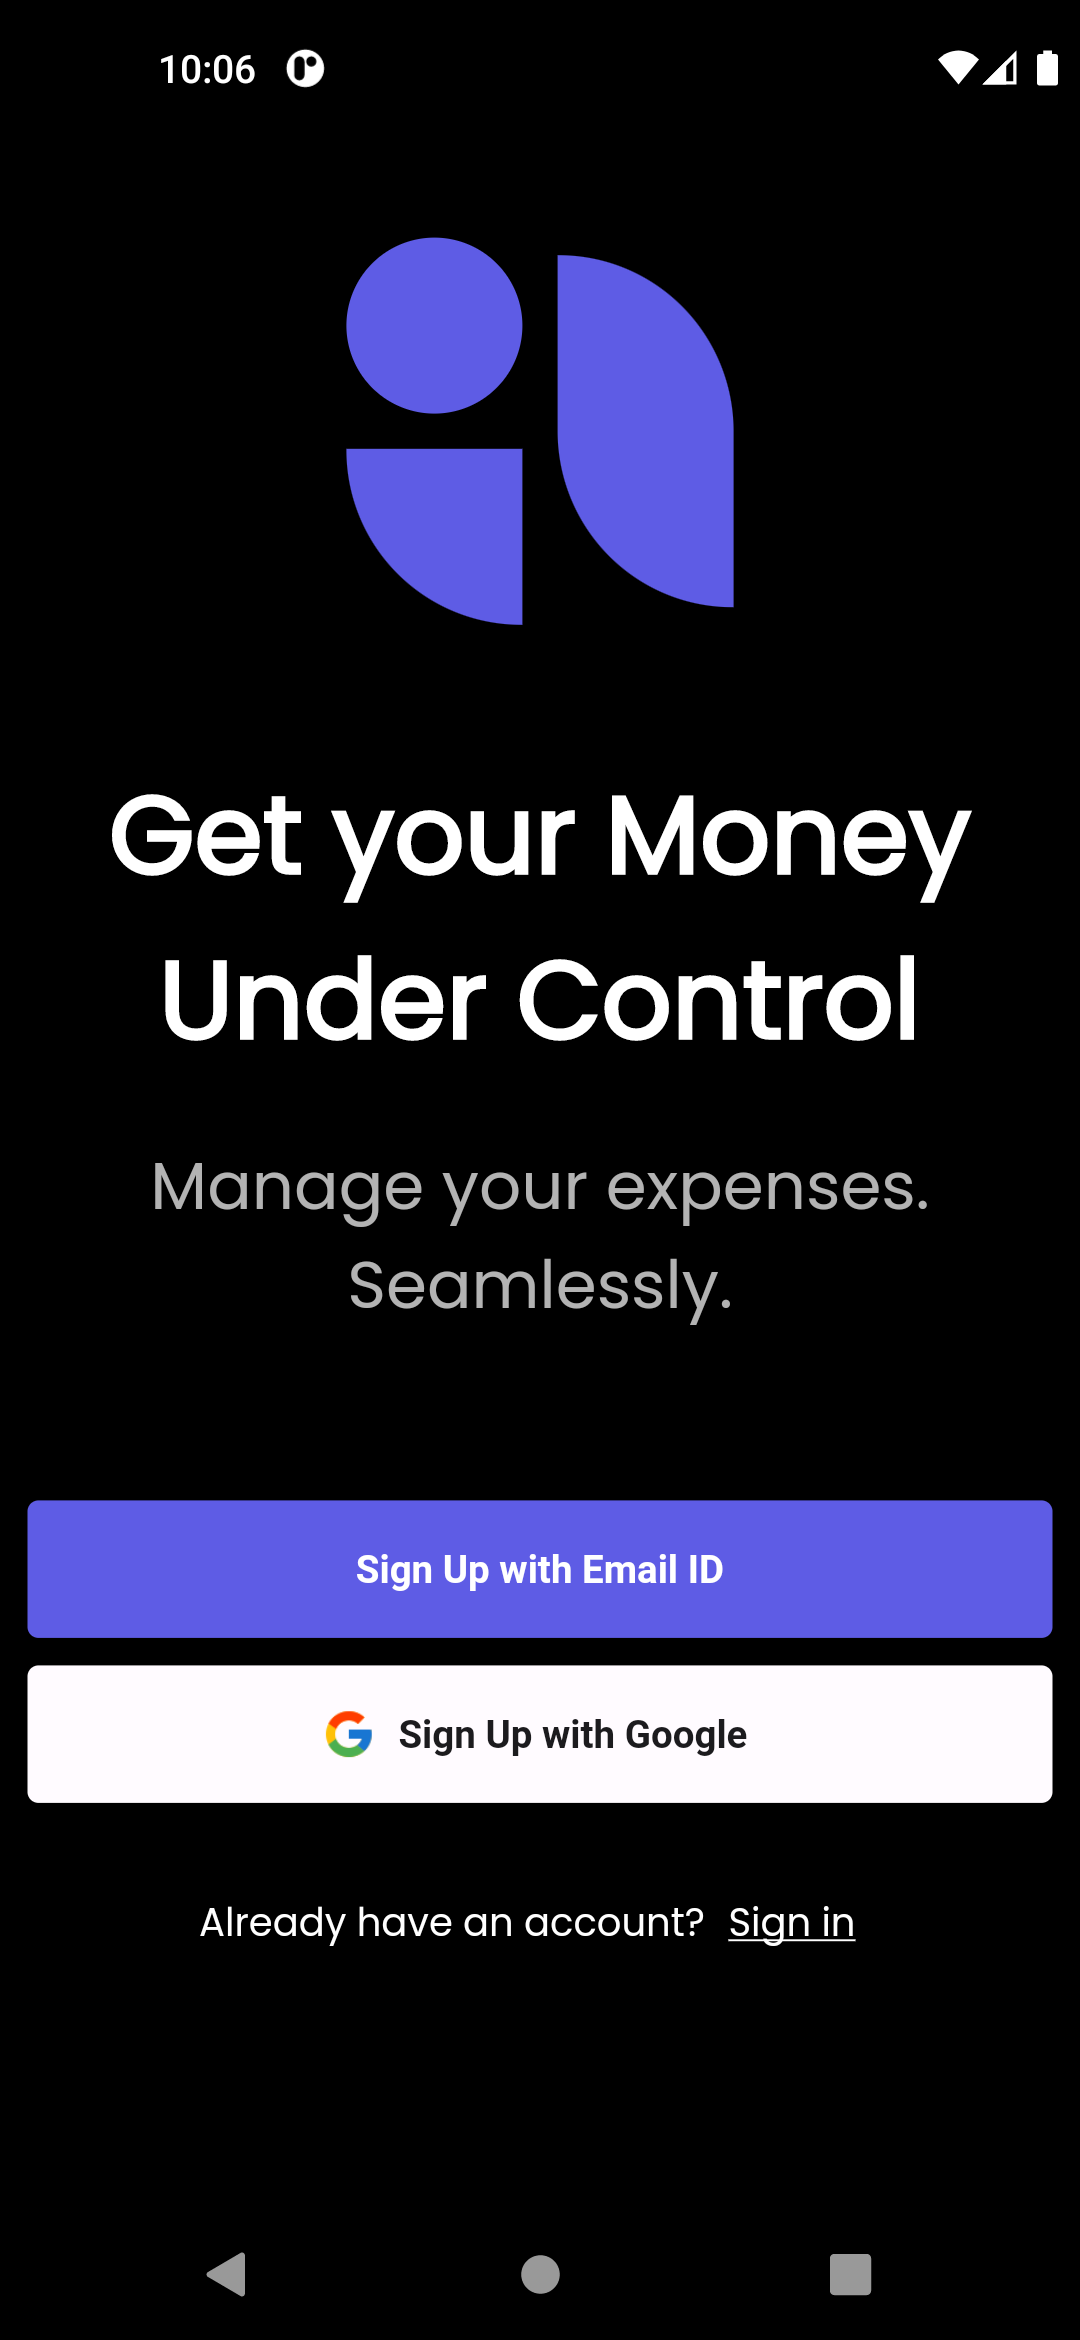 10:06
Get your Money
Under Control
Manage your expenses.
Seamlessly.
Sign Up with Email ID
Sign Up with Google
Already have an account? Sign in